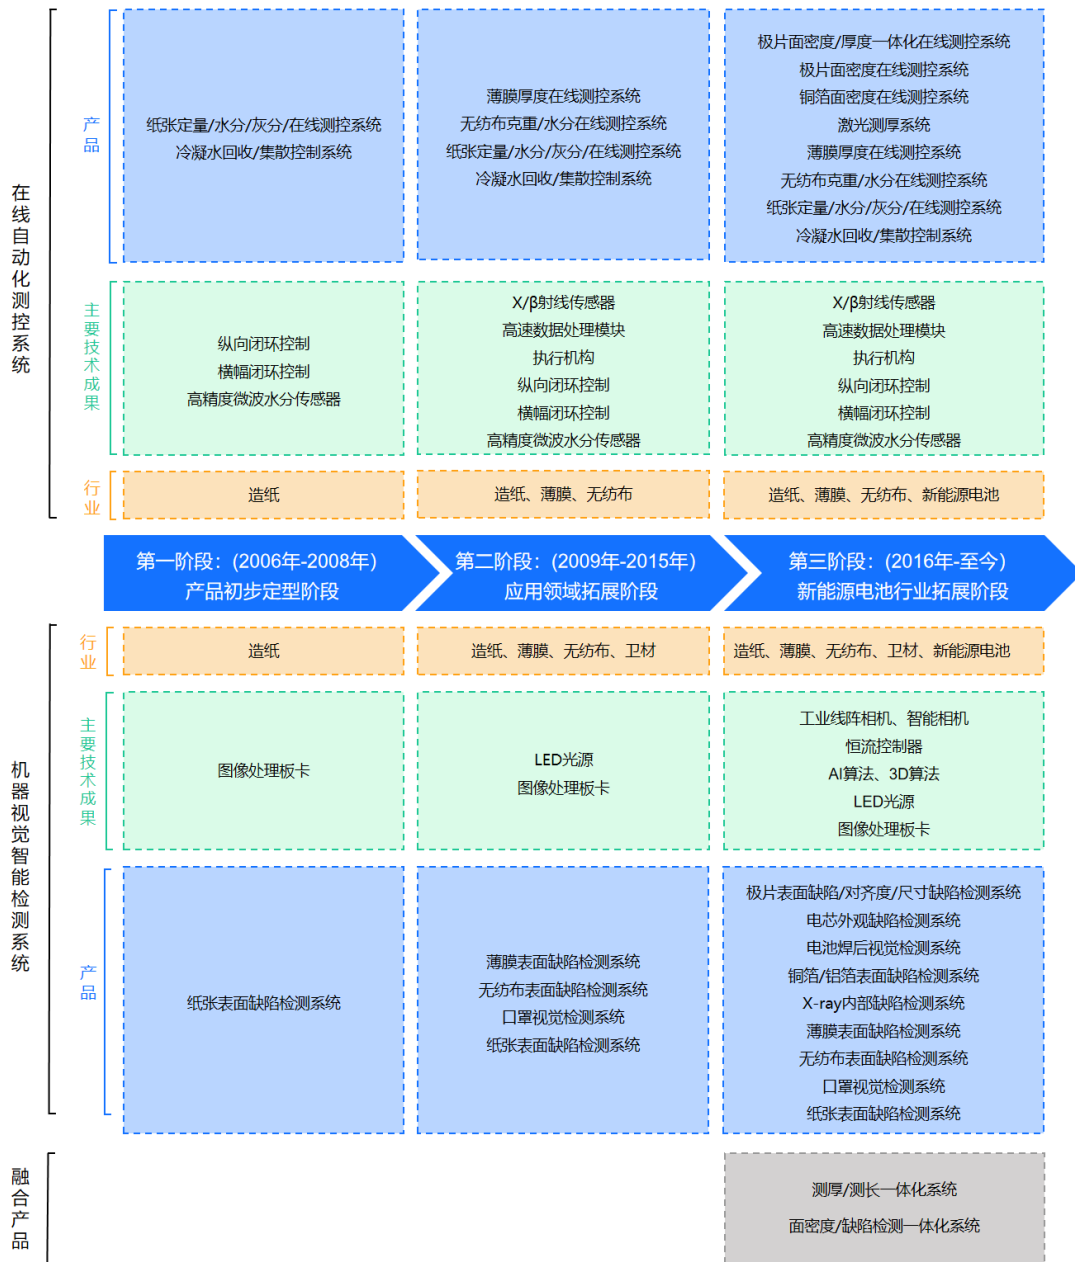 在线自动化测控系统
产品
纸张定量/水分/灰分/在线测控系统
冷凝水回收/集散控制系统
薄膜厚度在线测控系统
无纺布克重/水分在线测控系统
纸张定量/水分/灰分/在线测控系统
冷凝水回收/集散控制系统
极片面密度/厚度一体化在线测控系统
极片面密度在线测控系统
铜箔面密度在线测控系统
激光测厚系统
薄膜厚度在线测控系统
无纺布克重/水分在线测控系统
纸张定量/水分/灰分/在线测控系统
冷凝水回收/集散控制系统
主要技术成果
纵向闭环控制
横幅闭环控制
高精度微波水分传感器
X/β射线传感器
高速数据处理模块
执行机构
纵向闭环控制
横幅闭环控制
高精度微波水分传感器
X/β射线传感器
高速数据处理模块
执行机构
纵向闭环控制
横幅闭环控制
高精度微波水分传感器
行业
造纸
造纸、薄膜、无纺布
造纸、薄膜、无纺布、新能源电池
第一阶段：(2006年-2008年）
产品初步定型阶段
第二阶段：(2009年-2015年）
应用领域拓展阶段
第三阶段：(2016年-至今）
新能源电池行业拓展阶段
机器视觉智能检测系统
行业
造纸
造纸、薄膜、无纺布、卫材
造纸、薄膜、无纺布、卫材、新能源电池
主要技术成果
图像处理板卡
LED光源
图像处理板卡
工业线阵相机、智能相机
恒流控制器
AI算法、3D算法
LED光源
图像处理板卡
产品
纸张表面缺陷检测系统
薄膜表面缺陷检测系统
无纺布表面缺陷检测系统
口罩视觉检测系统
纸张表面缺陷检测系统
极片表面缺陷/对齐度/尺寸缺陷检测系统
电芯外观缺陷检测系统
电池焊后视觉检测系统
铜箔/铝箔表面缺陷检测系统
X-ray内部缺陷检测系统
薄膜表面缺陷检测系统
无纺布表面缺陷检测系统
口罩视觉检测系统
纸张表面缺陷检测系统
融合产品
测厚/测长一体化系统
面密度/缺陷检测一体化系统